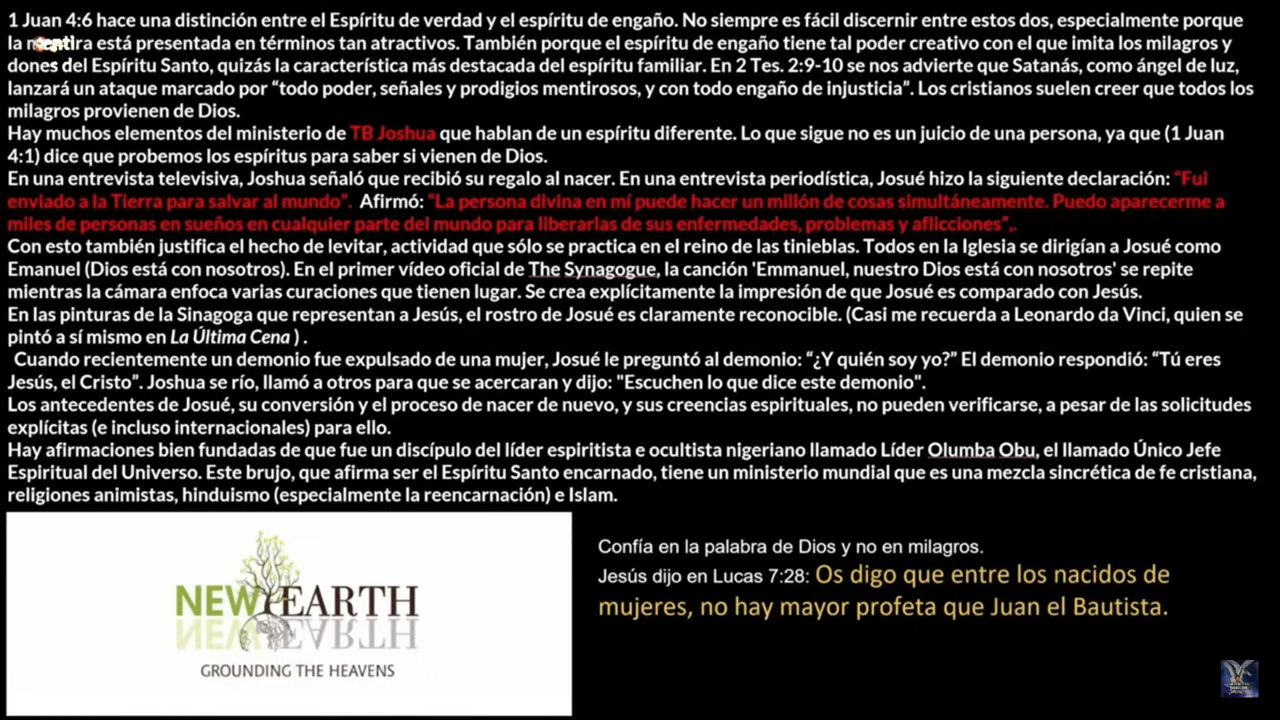 1 Juan 4:6 hace una distinción entre el Espíritu de verdad y el espíritu de engaño. No siempre es fácil discernir entre estos dos, especialmente porque
la mentira está presentada en términos tan atractivos. También porque el espíritu de engaño tiene tal poder creativo con el que imita los milagros y
dones del Espíritu Santo, quizás la característica más destacada del espíritu familiar. En 2 Tes. 2:9-10 se nos advierte que Satanás, como ángel de luz,
lanzará un ataque marcado por “todo poder, señales y prodigios mentirosos, y con todo engaño de injusticia”. Los cristianos suelen creer que todos los
milagros provienen de Dios.
Hay muchos elementos del ministerio de TB Joshua que hablan de un espíritu diferente. Lo que sigue no es un juicio de una persona, ya que (1 Juan
4:1) dice que probemos los espíritus para saber si vienen de Dios.
En una entrevista televisiva, Joshua señaló que recibió su regalo al nacer. En una entrevista periodística, Josué hizo la siguiente declaración: “Fui
enviado a la Tierra para salvar al mundo”. Afirmó: “La persona divina en mí puede hacer un millón de cosas simultáneamente. Puedo aparecerme a
miles de personas en sueños en cualquier parte del mundo para liberarlas de sus enfermedades, problemas y aflicciones”,.
Con esto también justifica el hecho de levitar, actividad que sólo se practica en el reino de las tinieblas. Todos en la Iglesia se dirigían a Josué como
Emanuel (Dios está con nosotros). En el primer vídeo oficial de The Synagogue, la canción 'Emmanuel, nuestro Dios está con nosotros' se repite
mientras la cámara enfoca varias curaciones que tienen lugar. Se crea explícitamente la impresión de que Josué es comparado con Jesús.
En las pinturas de la Sinagoga que representan a Jesús, el rostro de Josué es claramente reconocible. (Casi me recuerda a Leonardo da Vinci, quien se
pintó a sí mismo en La Última Cena ) .
Cuando recientemente un demonio fue expulsado de una mujer, Josué le preguntó al demonio: “¿Y quién soy yo?” El demonio respondió: “Tú eres
Jesús, el Cristo”. Joshua se río, llamó a otros para que se acercaran y dijo: "Escuchen lo que dice este demonio".
Los antecedentes de Josué, su conversión y el proceso de nacer de nuevo, y sus creencias espirituales, no pueden verificarse, a pesar de las solicitudes
explícitas (e incluso internacionales) para ello.
Hay afirmaciones bien fundadas de que fue un discípulo del líder espiritista e ocultista nigeriano llamado Líder Olumba Obu, el llamado Único Jefe
Espiritual del Universo. Este brujo, que afirma ser el Espíritu Santo encarnado, tiene un ministerio mundial que es una mezcla sincrética de fe cristiana,
religiones animistas, hinduismo (especialmente la reencarnación) e Islam.
NEW EARTH
GROUNDING THE HEAVENS
Confía en la palabra de Dios y no en milagros.
Jesús dijo en Lucas 7:28: Os digo que entre los nacidos de
mujeres, no hay mayor profeta que Juan el Bautista.